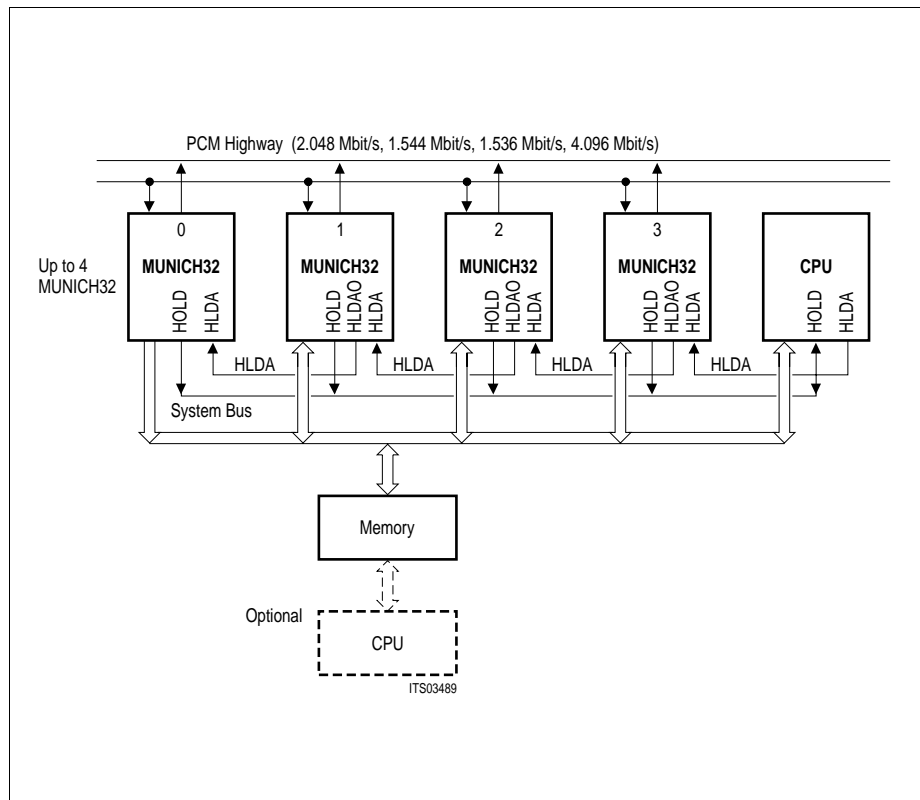 PCM Highway (2.048 Mbit/s, 1.544 Mbit/s, 1.536 Mbit/s, 4.096 Mbit/s)
0
1
2
3
Up to 4
MUNICH32
MUNICH32
MUNICH32
MUNICH32
MUNICH32
CPU
HOLD
HLDA
HOLD
HLDAO
HLDA
HOLD
HLDAO
HLDA
HOLD
HLDAO
HLDA
HOLD
HLDA
HLDA
HLDA
HLDA
HLDA
System Bus
Memory
Optional
CPU
ITS03489